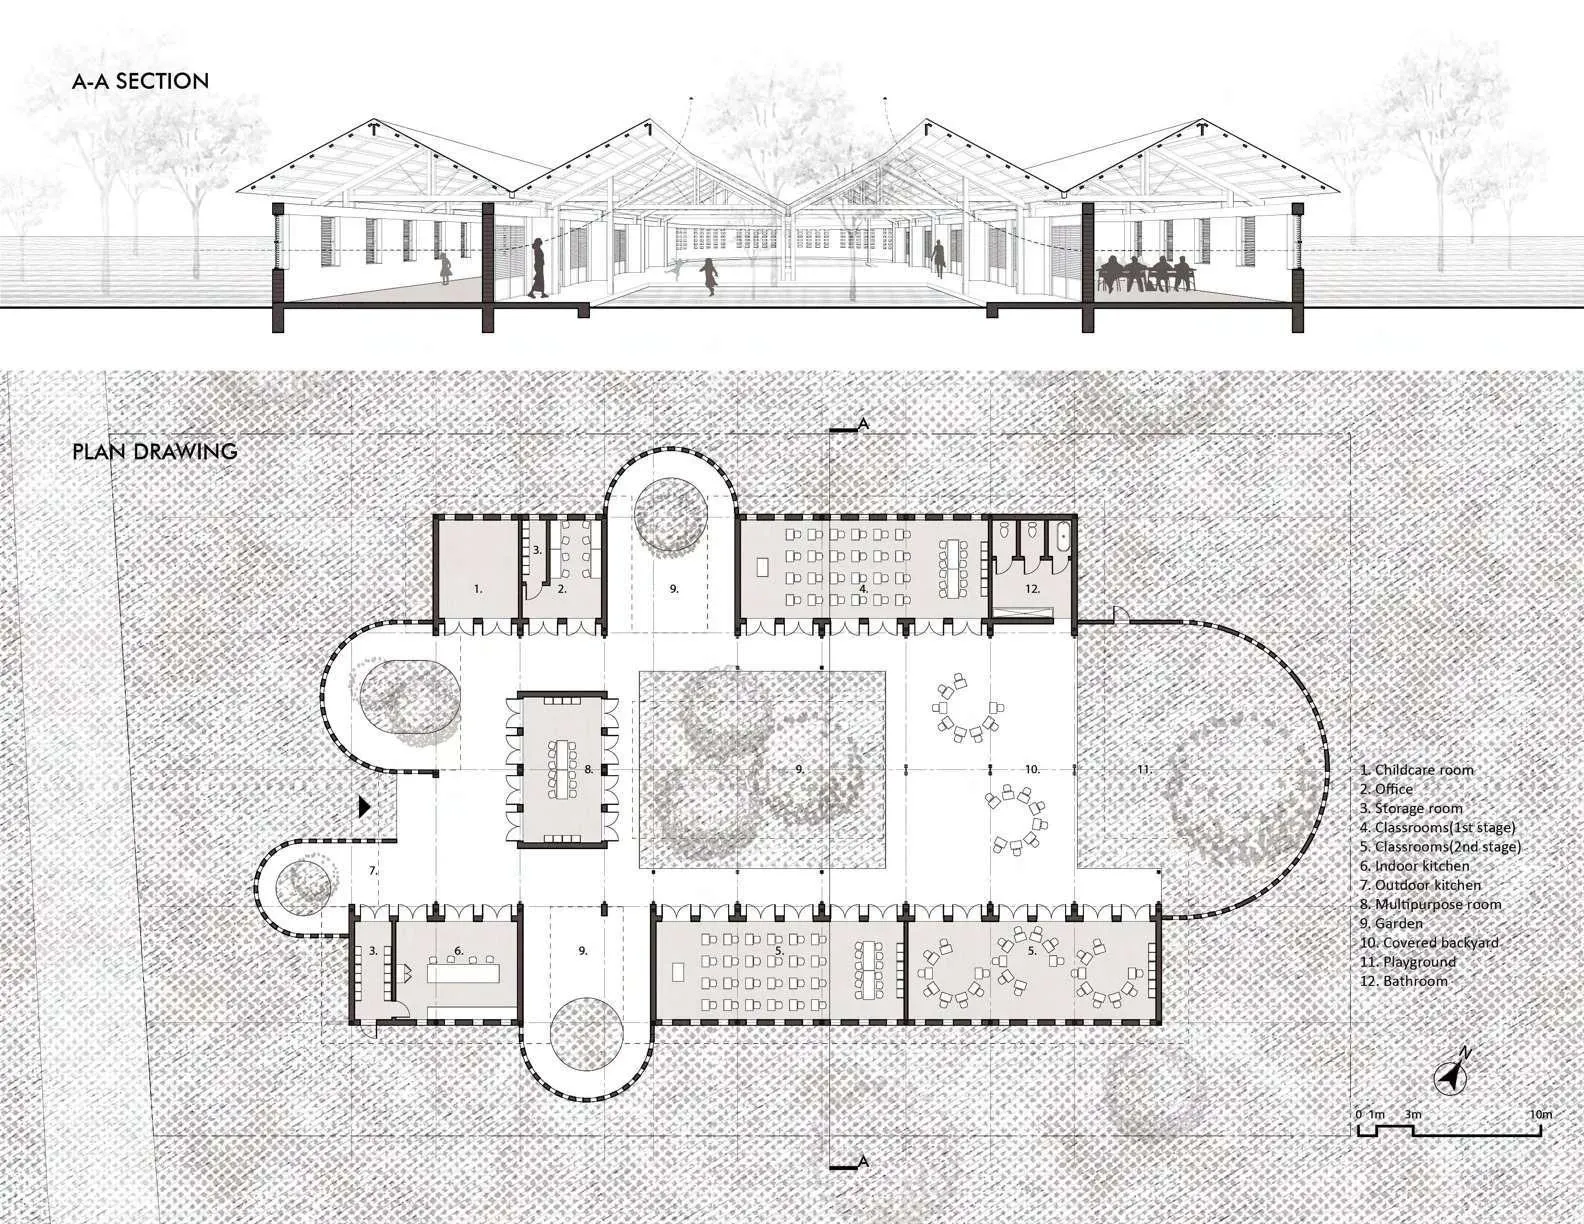 A-A SECTION
PLAN DRAWING
A
1.
3.
2.
9.
4.
12.
8.
9.
10.
11.
7.
3.
6.
9.
5.
5.
1. Childcare room
2. Office
3. Storage room
4. Classrooms(1st stage)
5. Classrooms(2nd stage)
6. Indoor kitchen
7. Outdoor kitchen
8. Multipurpose room
9. Garden
10. Covered backyard
11. Playground
12. Bathroom
N
0 1m 3m 10m
A